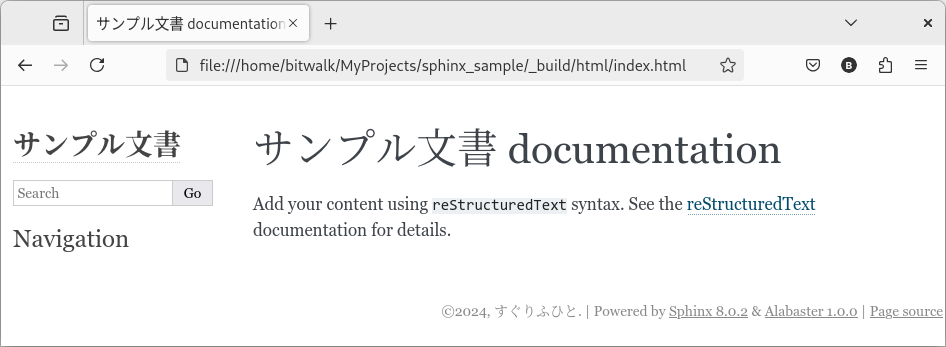 サンプル文書 documentation
file:///home/bitwalk/MyProjects/sphinx_sample/_build/html/index.html
B
サンプル文書
Search
Go
Navigation
サンプル文書 documentation
Add your content using reStructuredText syntax. See the reStructuredText
documentation for details.
©2024, すぐりふひと. | Powered by Sphinx 8.0.2 & Alabaster 1.0.0 | Page source